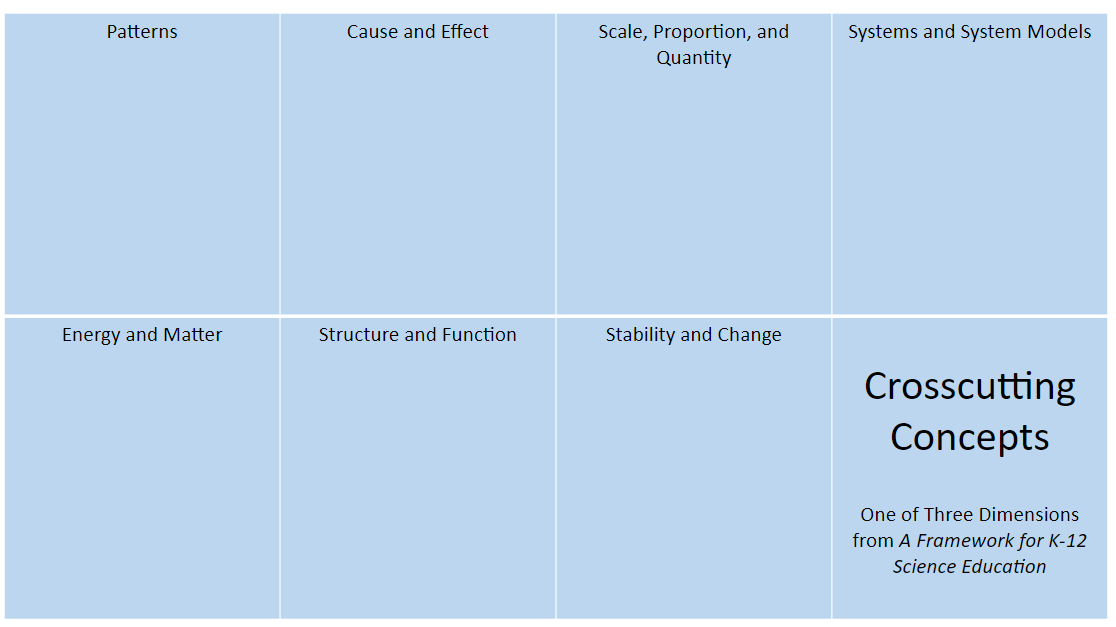 Patterns
Cause and Effect
Scale, Proportion, and
Quantity
Systems and System Models
Energy and Matter
Structure and Function
Stability and Change
Crosscutting
Concepts
One of Three Dimensions
from A Framework for K-12
Science Education